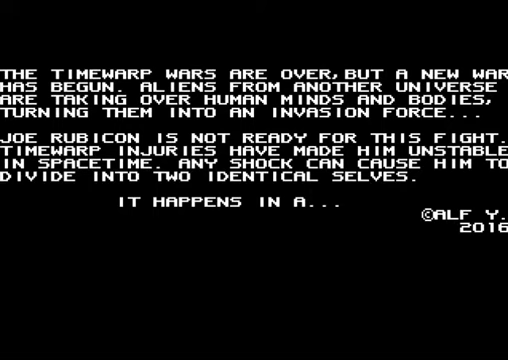 THE TIMEWARP WARS ARE OVER, BUT A NEW WAR
HAS BEGUN. ALIENS FROM ANOTHER UNIVERSE
ARE TAKING OVER HUMAN MINDS AND BODIES,
TURNING THEM INTO AN INVASION FORCE...
JOE RUBICON IS NOT READY FOR THIS FIGHT.
TIMEWARP INJURIES HAVE MADE HIM UNSTABLE
IN SPACETIME. ANY SHOCK CAN CAUSE HIM TO
DIVIDE INTO TWO IDENTICAL SELVES.
IT HAPPENS IN A...
©ALF Y.
2016